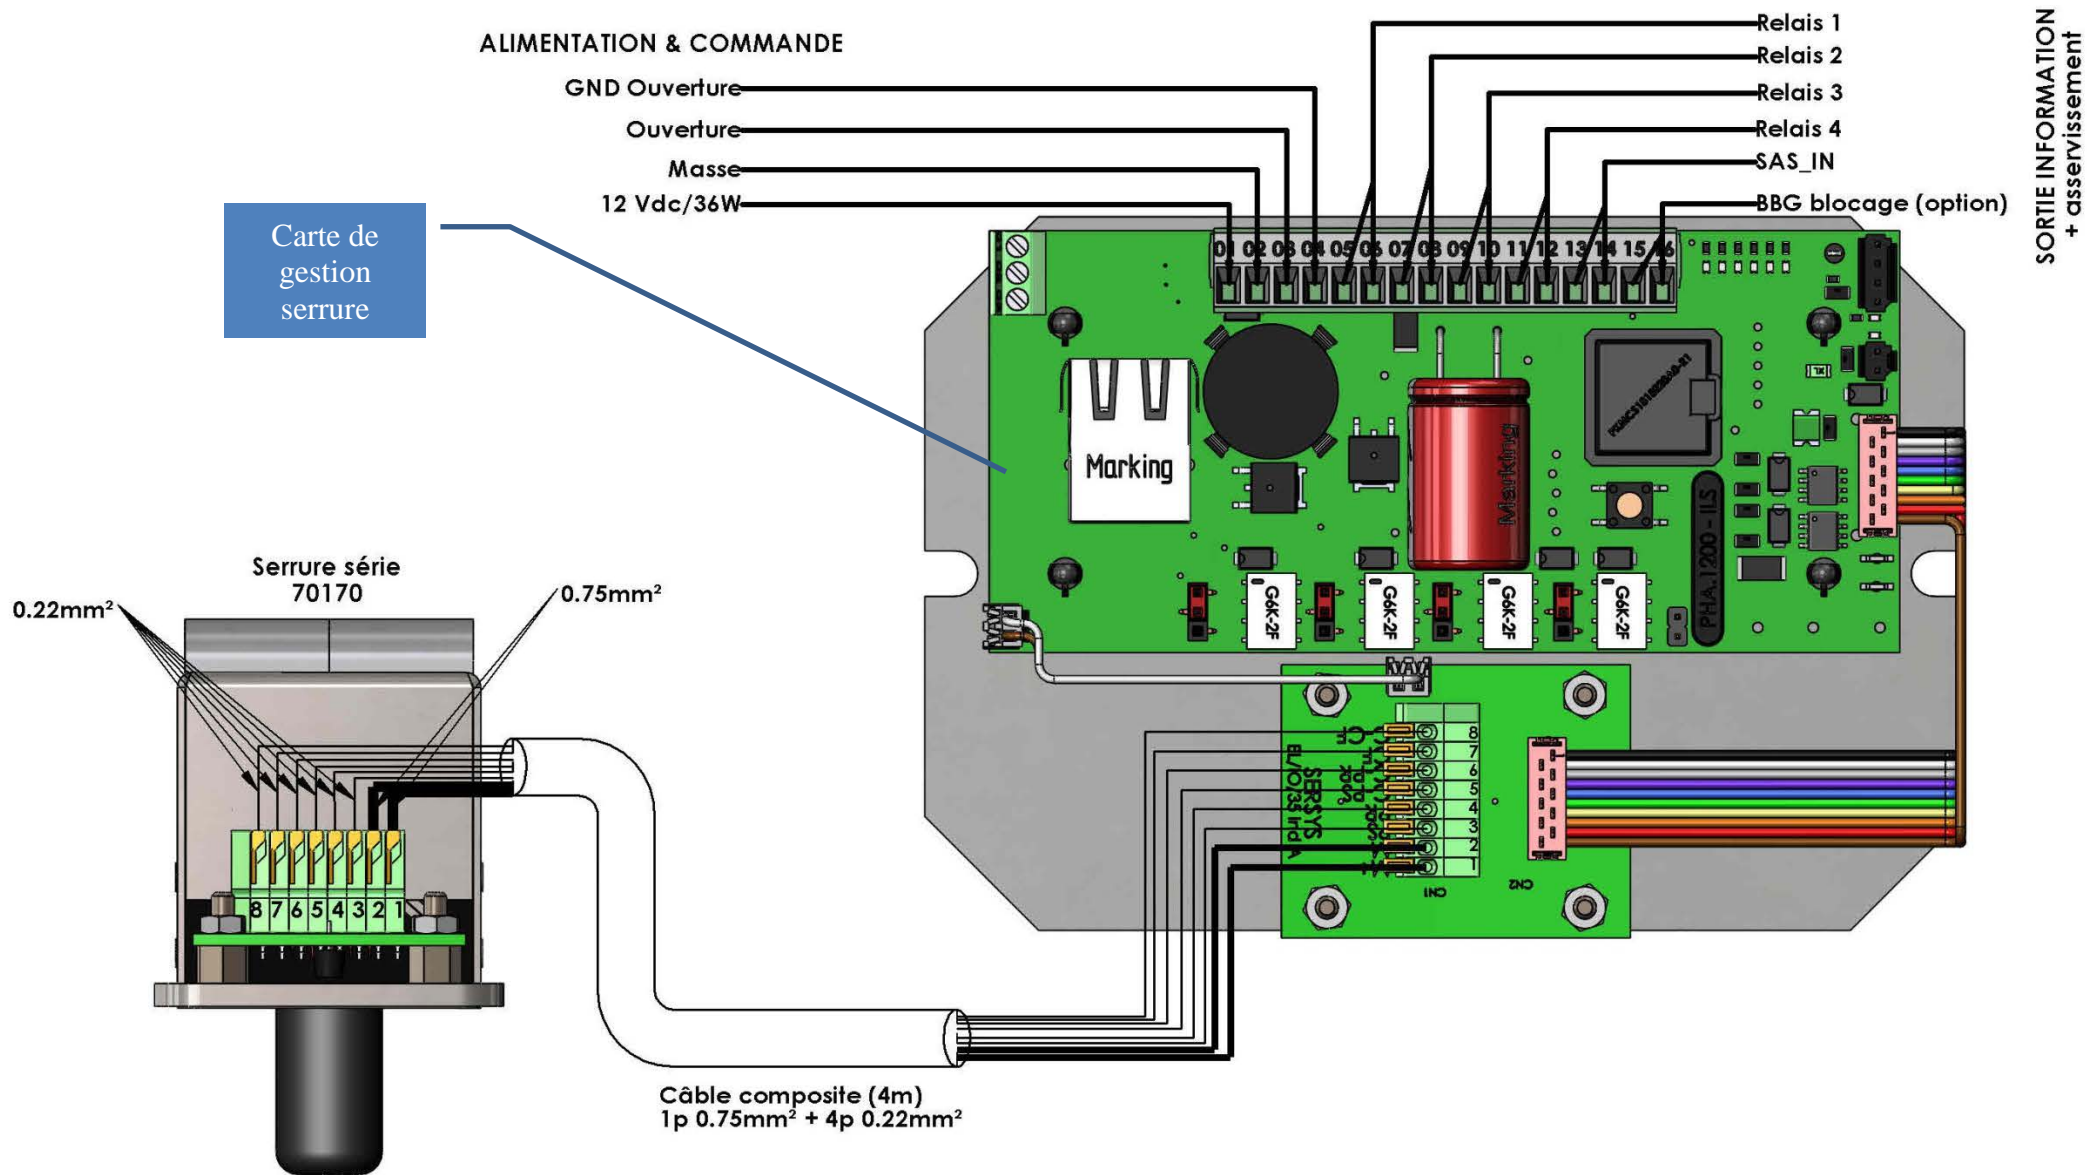 ALIMENTATION & COMMANDE
GND Ouverture
Ouverture
Masse
12 Vdc/36W
Relais 1
Relais 2
Relais 3
Relais 4
SAS_IN
BBG blocage (option)
SORTIE INFORMATION
+ asservissement
Carte de
gestion
serrure
01 02 03 04 05 06 07 08 09 10 11 12 13 14 15 16
Marking
Marking
PHA.1200 - ILS
G6K-2F
G6K-2F
G6K-2F
G6K-2F
Serrure série
70170
0.22mm²
0.75mm²
8 7 6 5 4 3 2 1
SERSYS
EL/IO/35 Ind A
8
7
6
5
4
3
2
1
CN1
CN2
Câble composite (4m)
1p 0.75mm² + 4p 0.22mm²